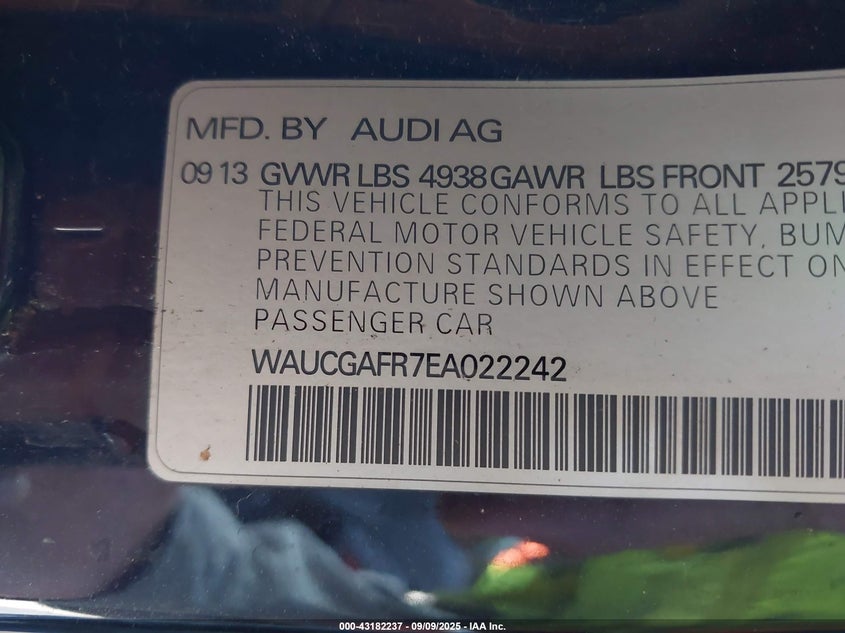 MFD. BY AUDI AG
09 13 GVWR LBS 4938 GAWR LBS FRONT 2579
THIS VEHICLE CONFORMS TO ALL APPLI
FEDERAL MOTOR VEHICLE SAFETY, BUM
PREVENTION STANDARDS IN EFFECT ON
MANUFACTURE SHOWN ABOVE
PASSENGER CAR
WAUCGAFR7EA022242
000-43182237 - 09/09/2025 - IAA Inc.